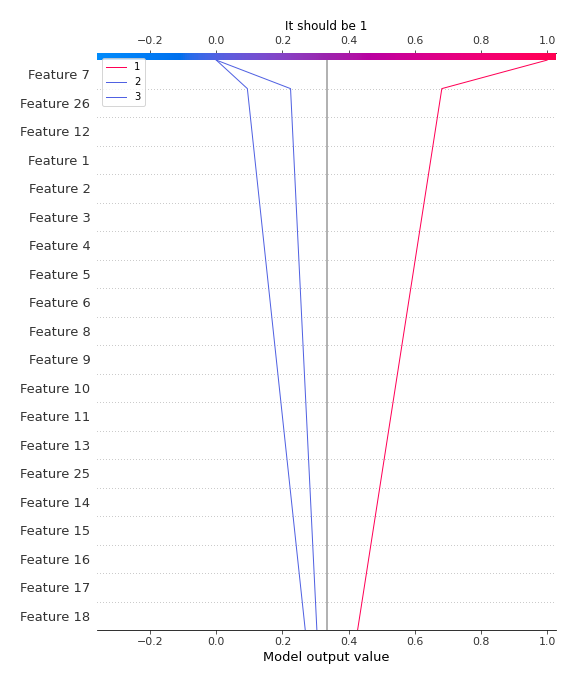 It should be 1
−0.2 0.0 0.2 0.4 0.6 0.8 1.0
1
2
3
Feature 7
Feature 26
Feature 12
Feature 1
Feature 2
Feature 3
Feature 4
Feature 5
Feature 6
Feature 8
Feature 9
Feature 10
Feature 11
Feature 13
Feature 25
Feature 14
Feature 15
Feature 16
Feature 17
Feature 18
−0.2 0.0 0.2 0.4 0.6 0.8 1.0
Model output value